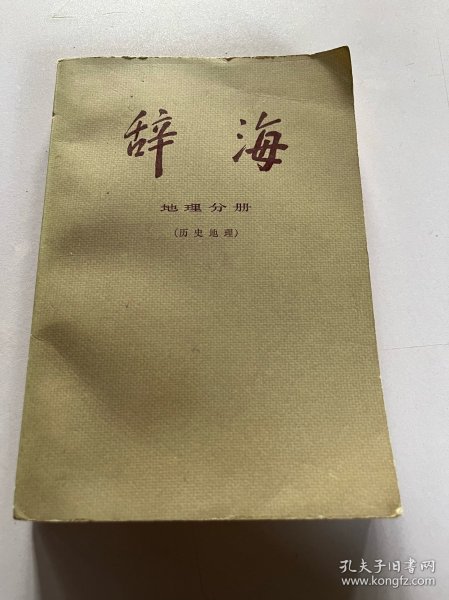 辞海
地理分册
(历史地理)
孔夫子旧书网
www.kongfz.com